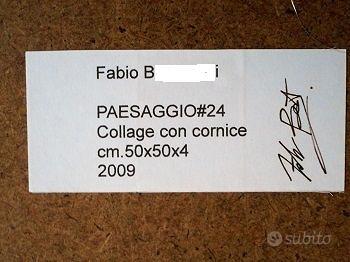 Fabio B i
PAESAGGIO#24
Collage con cornice
cm.50x50x4
2009
subito